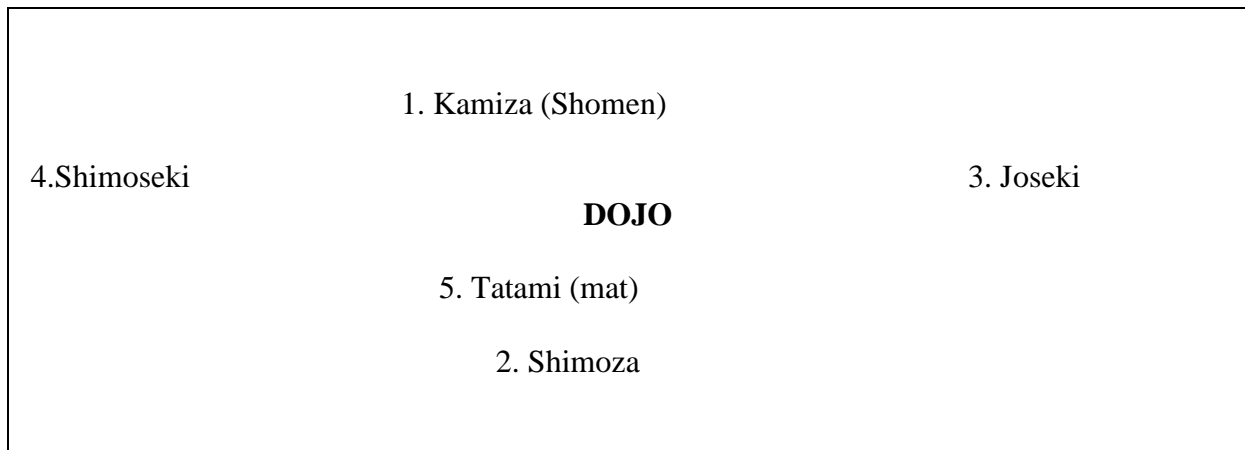 1. Kamiza (Shomen)
4.Shimoseki 3. Joseki
DOJO
5. Tatami (mat)
2. Shimoza